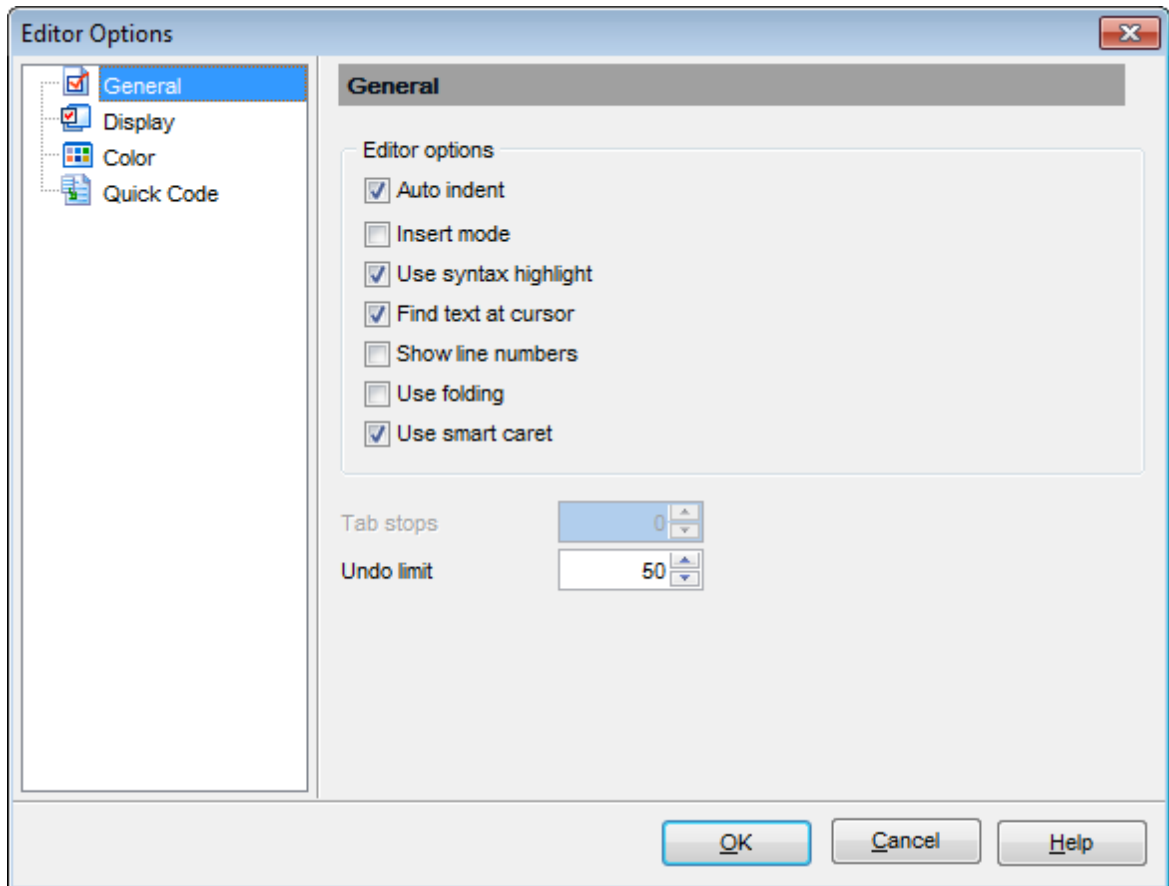 Editor Options
General
Display
Color
Quick Code
General
Editor options
Auto indent
Insert mode
Use syntax highlight
Find text at cursor
Show line numbers
Use folding
Use smart caret
Tab stops 0
Undo limit 50
OK Cancel Help